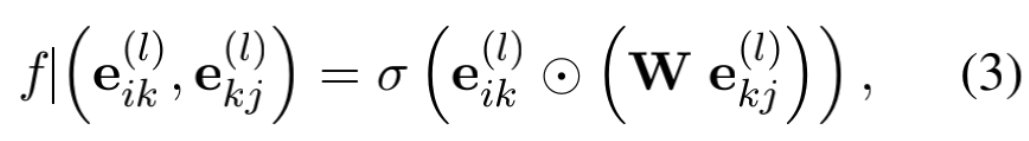 f|(e_{ik}^{(l)}, e_{kj}^{(l)}) = σ(e_{ik}^{(l)} ⊙ (W e_{kj}^{(l)})), (3)